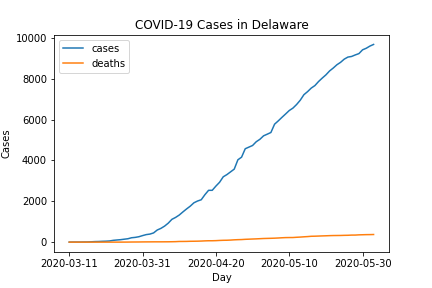 COVID-19 Cases in Delaware
10000
8000
6000
4000
2000
0
Cases
cases
deaths
2020-03-11 2020-03-31 2020-04-20 2020-05-10 2020-05-30
Day